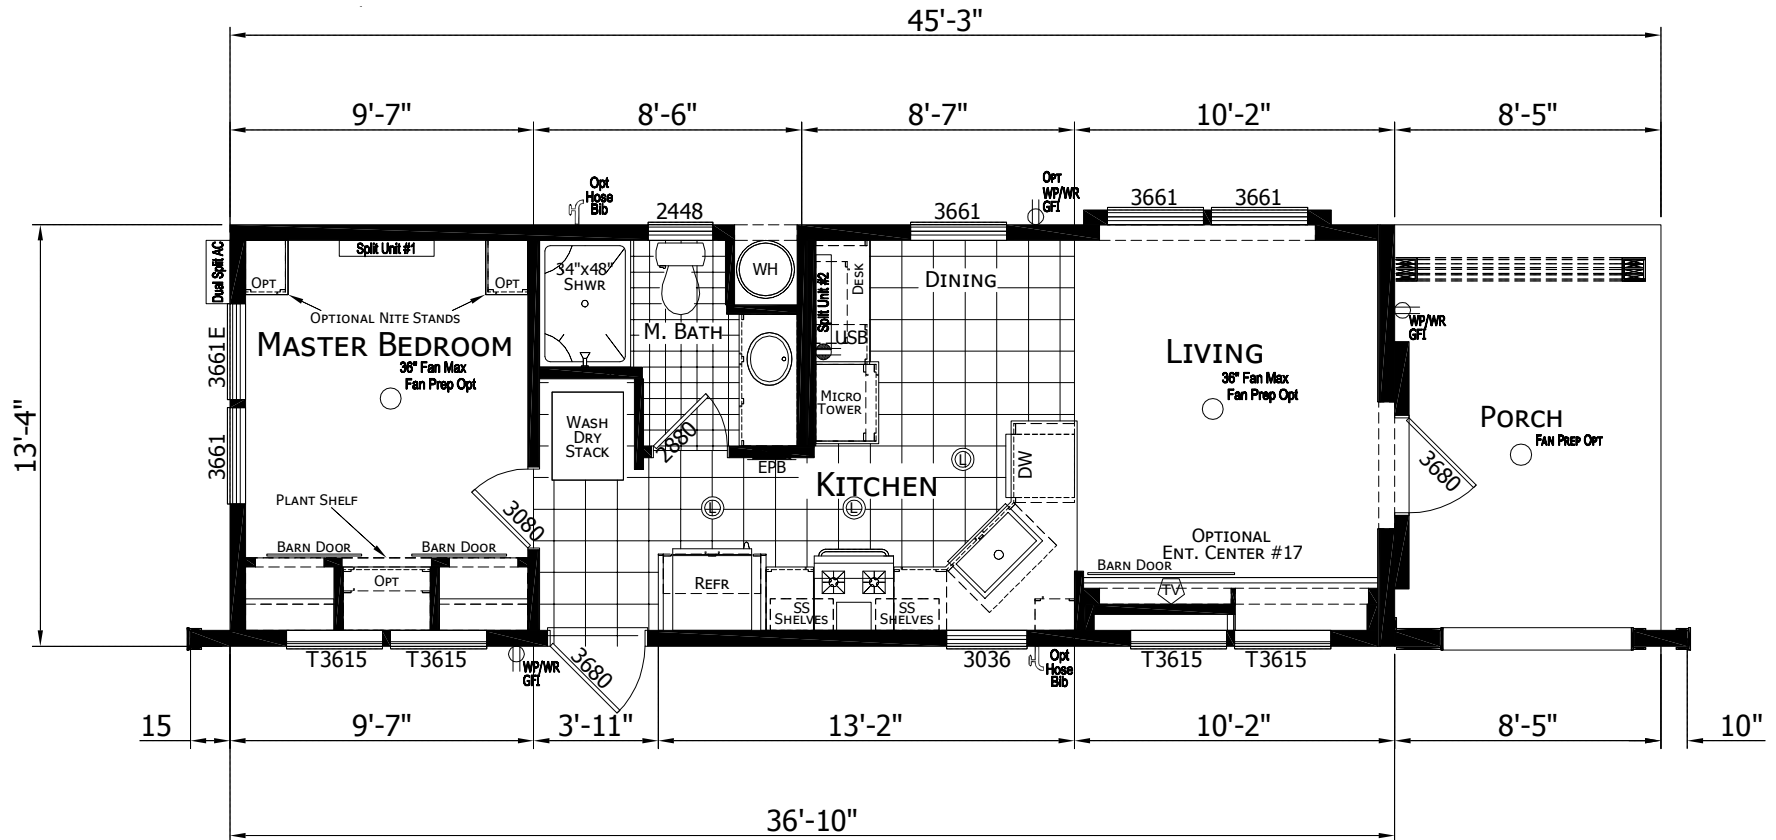 45'-3"
9'-7"
8'-6"
8'-7"
10'-2"
8'-5"
Opt
Hose
Bib
2448
3661
OPT
WP/WR
GFI
3661
3661
13'-4"
Dual Split AC
OPT
Split Unit #1
OPT
OPTIONAL NITE STANDS
MASTER BEDROOM
36" Fan Max
Fan Prep Opt
3661E
3661
34"x48"
SHWR
M. BATH
WH
2880
WASH
DRY
STACK
EPB
Split Unit #2
DESK
USB
MICRO
TOWER
DINING
KITCHEN
L
L
L
DW
LIVING
36" Fan Max
Fan Prep Opt
WP/WR
GFI
PORCH
FAN PREP OPT
3680
PLANT SHELF
3080
BARN DOOR
BARN DOOR
OPT
REFR
SS
SHELVES
SS
SHELVES
OPTIONAL
ENT. CENTER #17
BARN DOOR
TV
T3615
T3615
WP/WR
GFI
3680
3036
Opt
Hose
Bib
T3615
T3615
15
9'-7"
3'-11"
13'-2"
10'-2"
8'-5"
10"
36'-10"